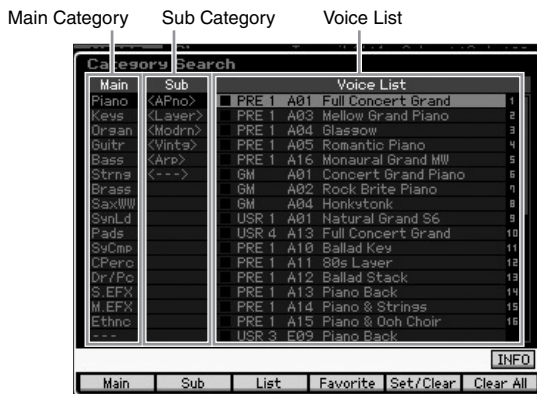 Main Category Sub Category Voice List
Category Search
Main Sub Voice List
Piano <APno> PRE 1 A01 Full Concert Grand 1
Keys <Layer> PRE 1 A03 Mellow Grand Piano 2
Organ <Modrn> PRE 1 A04 Glasgow 3
Guitr <Vintg> PRE 1 A05 Romantic Piano 4
Bass <Arp> PRE 1 A16 Monaural Grand MW 5
Strng <---> GM A01 Concert Grand Piano 6
Brass GM A02 Rock Brite Piano 7
SaxWW GM A04 Honkytonk 8
SynLd USR 1 A01 Natural Grand S6 9
Pads USR 4 A13 Full Concert Grand 10
SyCmp PRE 1 A10 Ballad Key 11
CPerc PRE 1 A11 80s Layer 12
Dr/Pc PRE 1 A12 Ballad Stack 13
S.EFX PRE 1 A13 Piano Back 14
M.EFX PRE 1 A14 Piano & Strings 15
Ethnc PRE 1 A15 Piano & Ooh Choir 16
--- USR 3 E09 Piano Back
INFO
Main Sub List Favorite Set/Clear Clear All